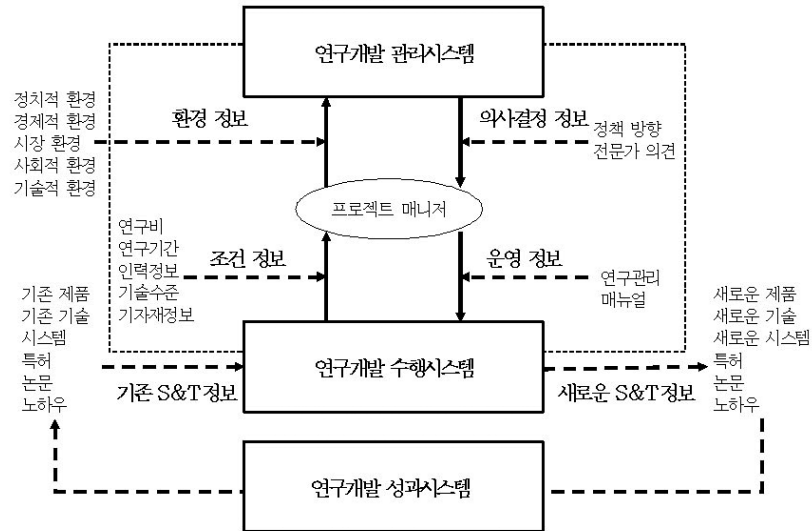 연구개발 관리시스템
정치적 환경
경제적 환경
시장 환경
사회적 환경
기술적 환경
환경 정보
의사결정 정보
정책 방향
전문가 의견
프로젝트 매니저
연구비
연구기간
인력정보
기술수준
기자재정보
조건 정보
운영 정보
연구관리
매뉴얼
기존 제품
기존 기술
시스템
특허
논문
노하우
기존 S&T 정보
연구개발 수행시스템
새로운 S&T 정보
새로운 제품
새로운 기술
새로운 시스템
특허
논문
노하우
연구개발 성과시스템